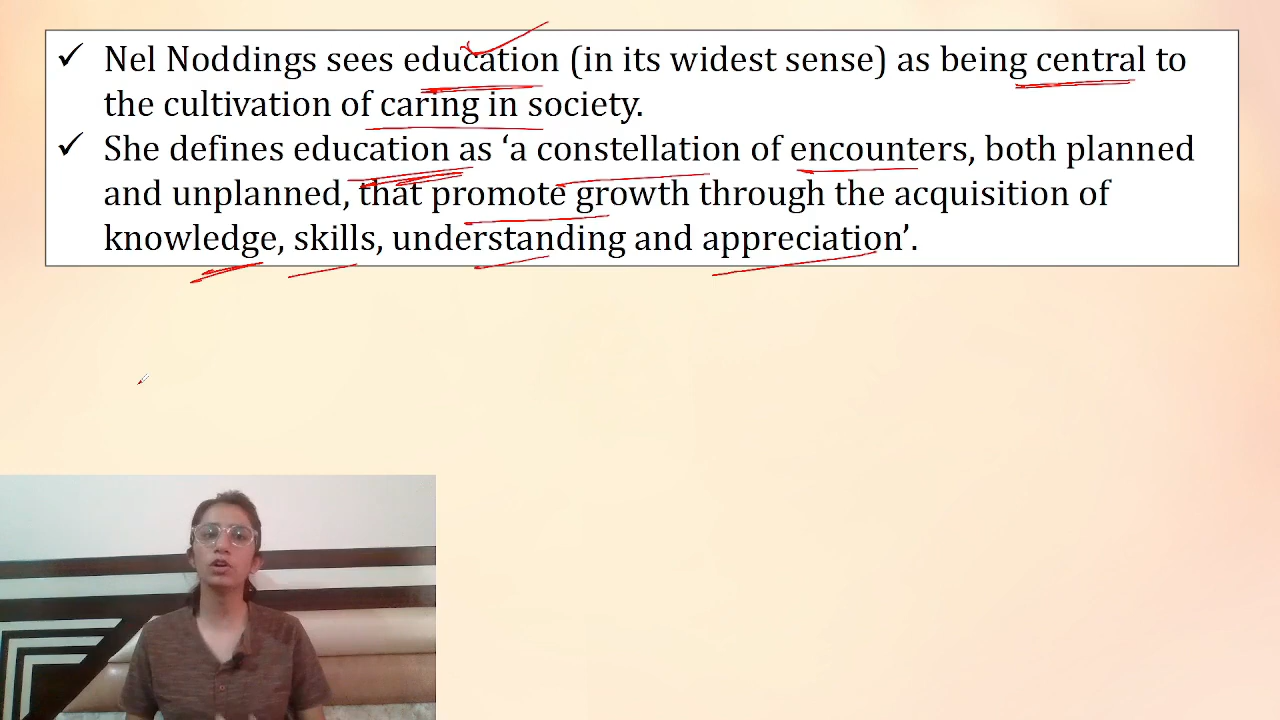 ✓ Nel Noddings sees education (in its widest sense) as being central to
the cultivation of caring in society.
✓ She defines education as ‘a constellation of encounters, both planned
and unplanned, that promote growth through the acquisition of
knowledge, skills, understanding and appreciation’.